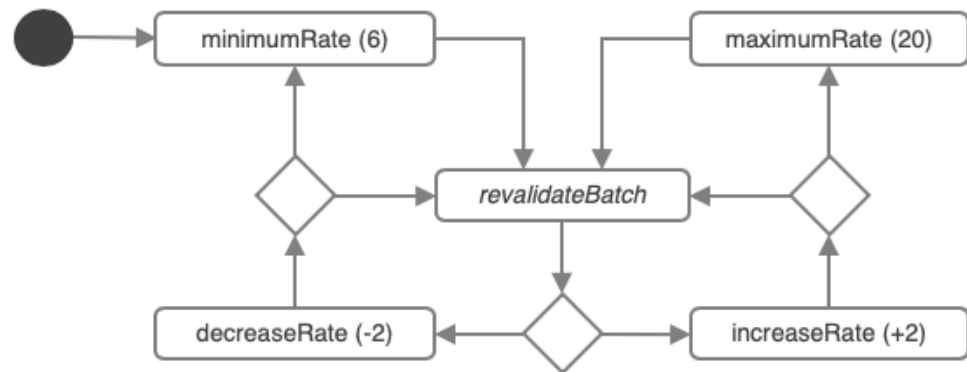 minimumRate (6)
maximumRate (20)
revalidateBatch
decreaseRate (-2)
increaseRate (+2)